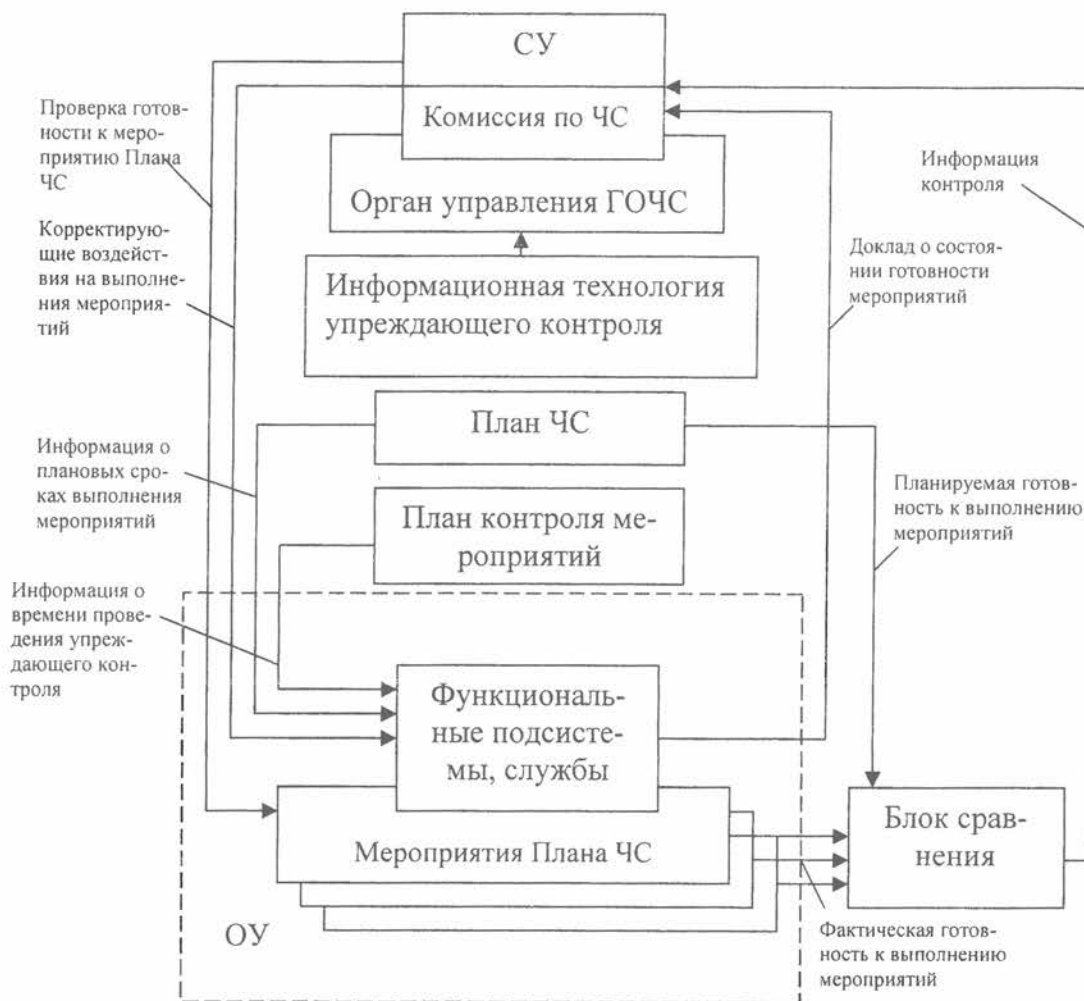 СУ
Комиссия по ЧС
Орган управления ГОЧС
Информационная технология
упреждающего контроля
План ЧС
План контроля ме-
роприятий
Функциональ-
ные подсисте-
мы, службы
Мероприятия Плана ЧС
ОУ
Блок срав-
нения
Проверка готов-
ности к меро-
приятию Плана
ЧС
Корректирую-
щие воздейст-
вия на выполне-
ния мероприя-
тий
Информация о
плановых сро-
ках выполнения
мероприятий
Информация о
времени прове-
дения упреж-
дающего кон-
троля
Информация
контроля
Доклад о состоя-
нии готовности
мероприятий
Планируемая готов-
ность к выполнению
мероприятий
Фактическая готов-
ность к выполнению
мероприятий